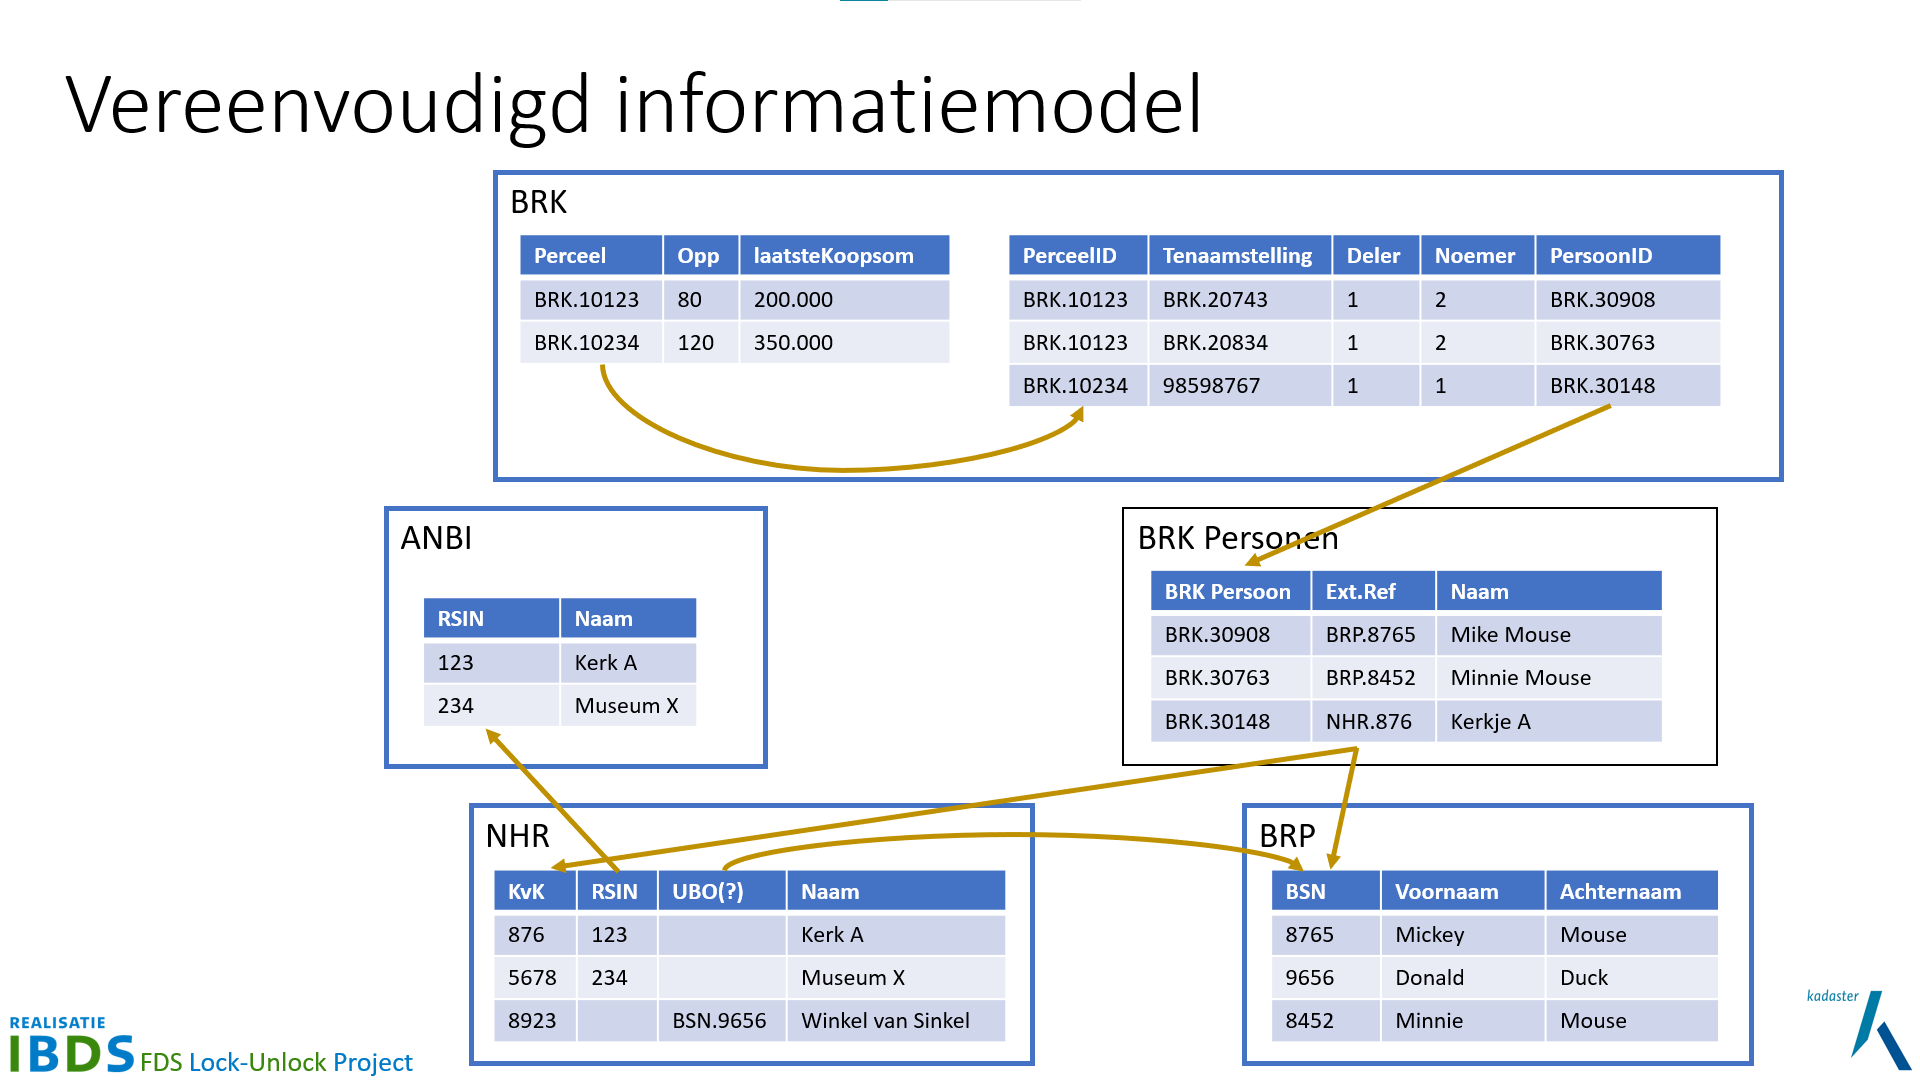 Vereenvoudigd informatiemodel
BRK
Perceel Opp laatsteKoopsom
BRK.10123 80 200.000
BRK.10234 120 350.000
PerceelID Tenaamstelling Deler Noemer PersoonID
BRK.10123 BRK.20743 1 2 BRK.30908
BRK.10123 BRK.20834 1 2 BRK.30763
BRK.10234 98598767 1 1 BRK.30148
ANBI
RSIN Naam
123 Kerk A
234 Museum X
BRK Personen
BRK Persoon Ext.Ref Naam
BRK.30908 BRP.8765 Mike Mouse
BRK.30763 BRP.8452 Minnie Mouse
BRK.30148 NHR.876 Kerkje A
NHR
KvK RSIN UBO(?) Naam
876 123 Kerk A
5678 234 Museum X
8923 BSN.9656 Winkel van Sinkel
BRP
BSN Voornaam Achternaam
8765 Mickey Mouse
9656 Donald Duck
8452 Minnie Mouse
REALISATIE
IBDS FDS Lock-Unlock Project
kadaster